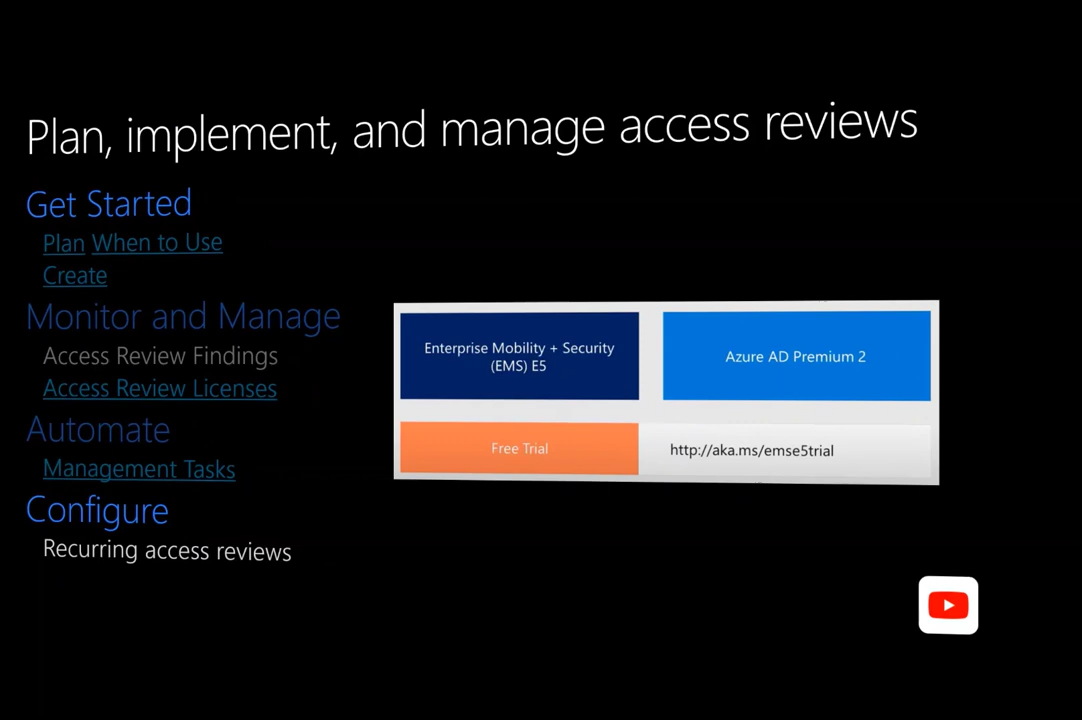 Plan, implement, and manage access reviews
Get Started
Plan When to Use
Create
Monitor and Manage
Access Review Findings
Access Review Licenses
Automate
Management Tasks
Configure
Recurring access reviews
Enterprise Mobility + Security
(EMS) E5
Azure AD Premium 2
Free Trial
http://aka.ms/emse5trial